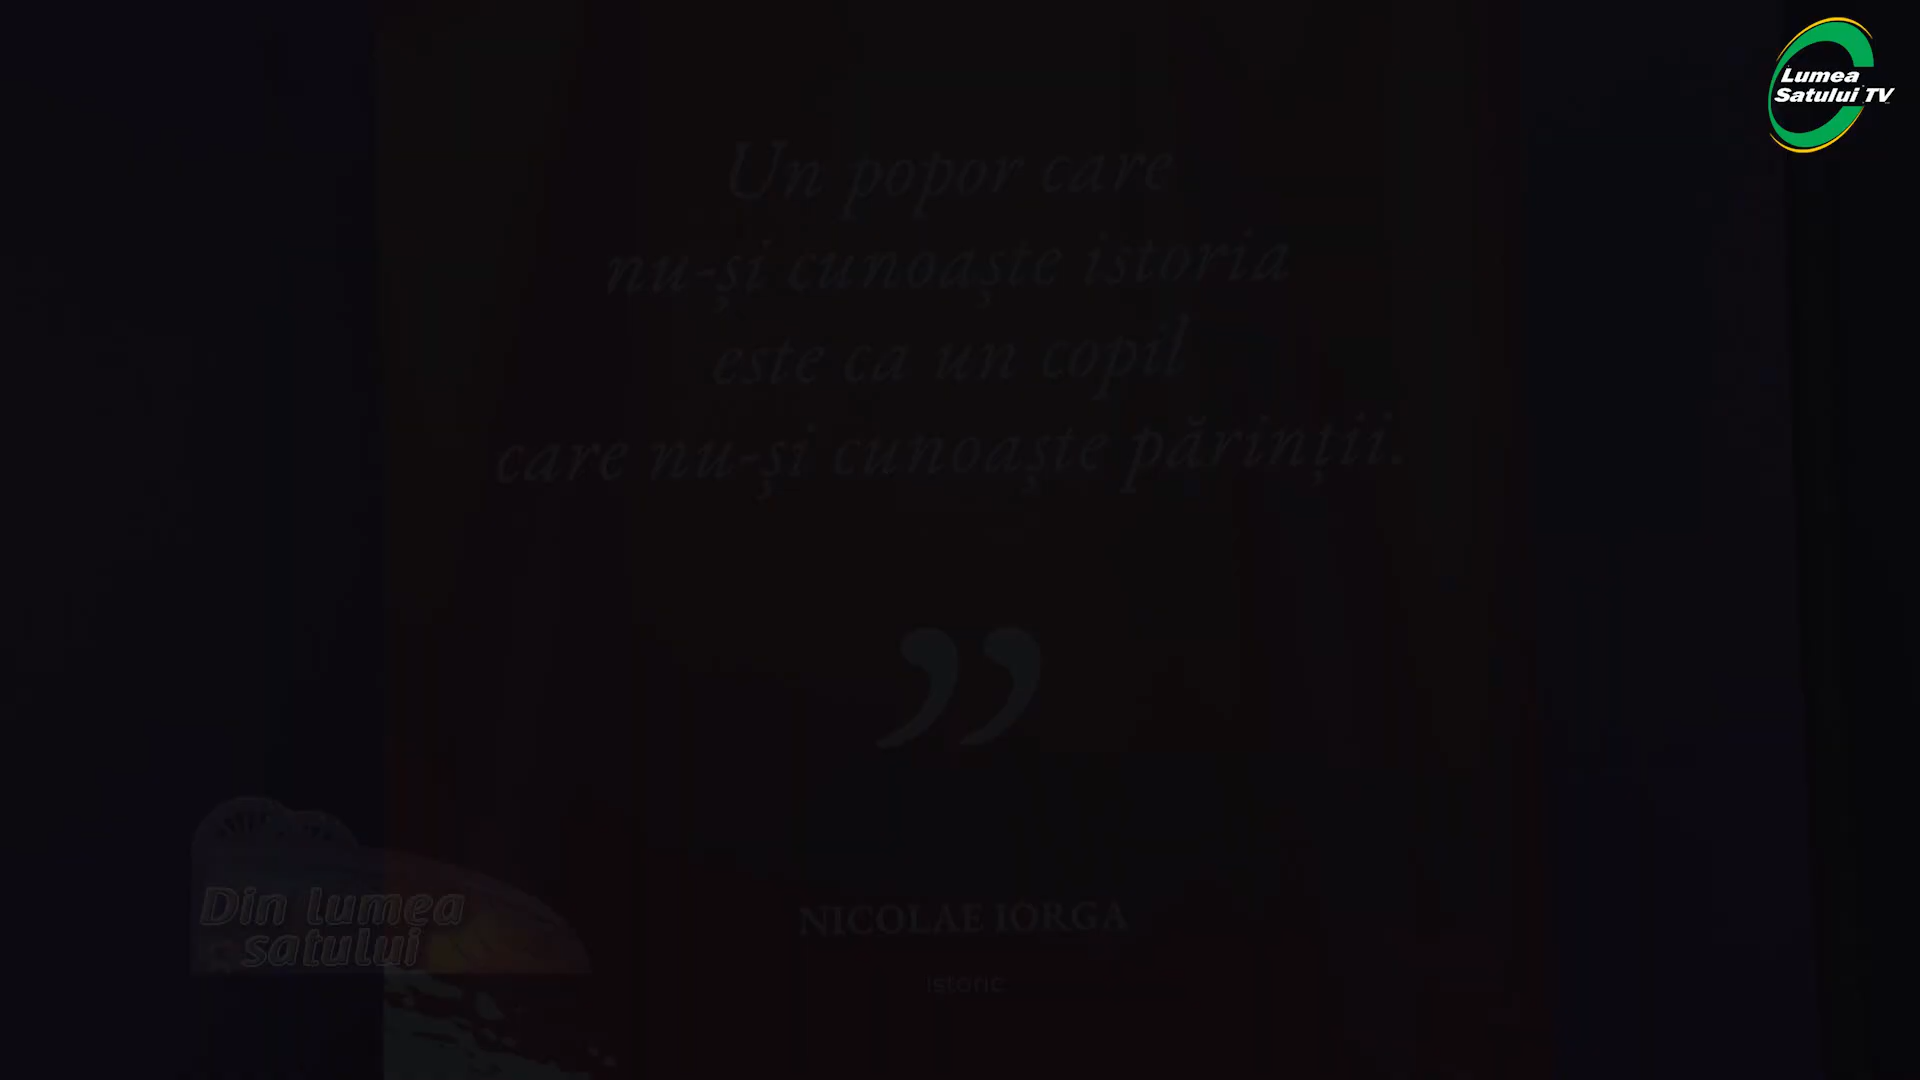 Lumea
Satului TV
Un popor care
nu-și cunoaște istoria
este ca un copil
care nu-și cunoaște părinții.
”
NICOLAE IORGA
istoric
Din lumea
satului